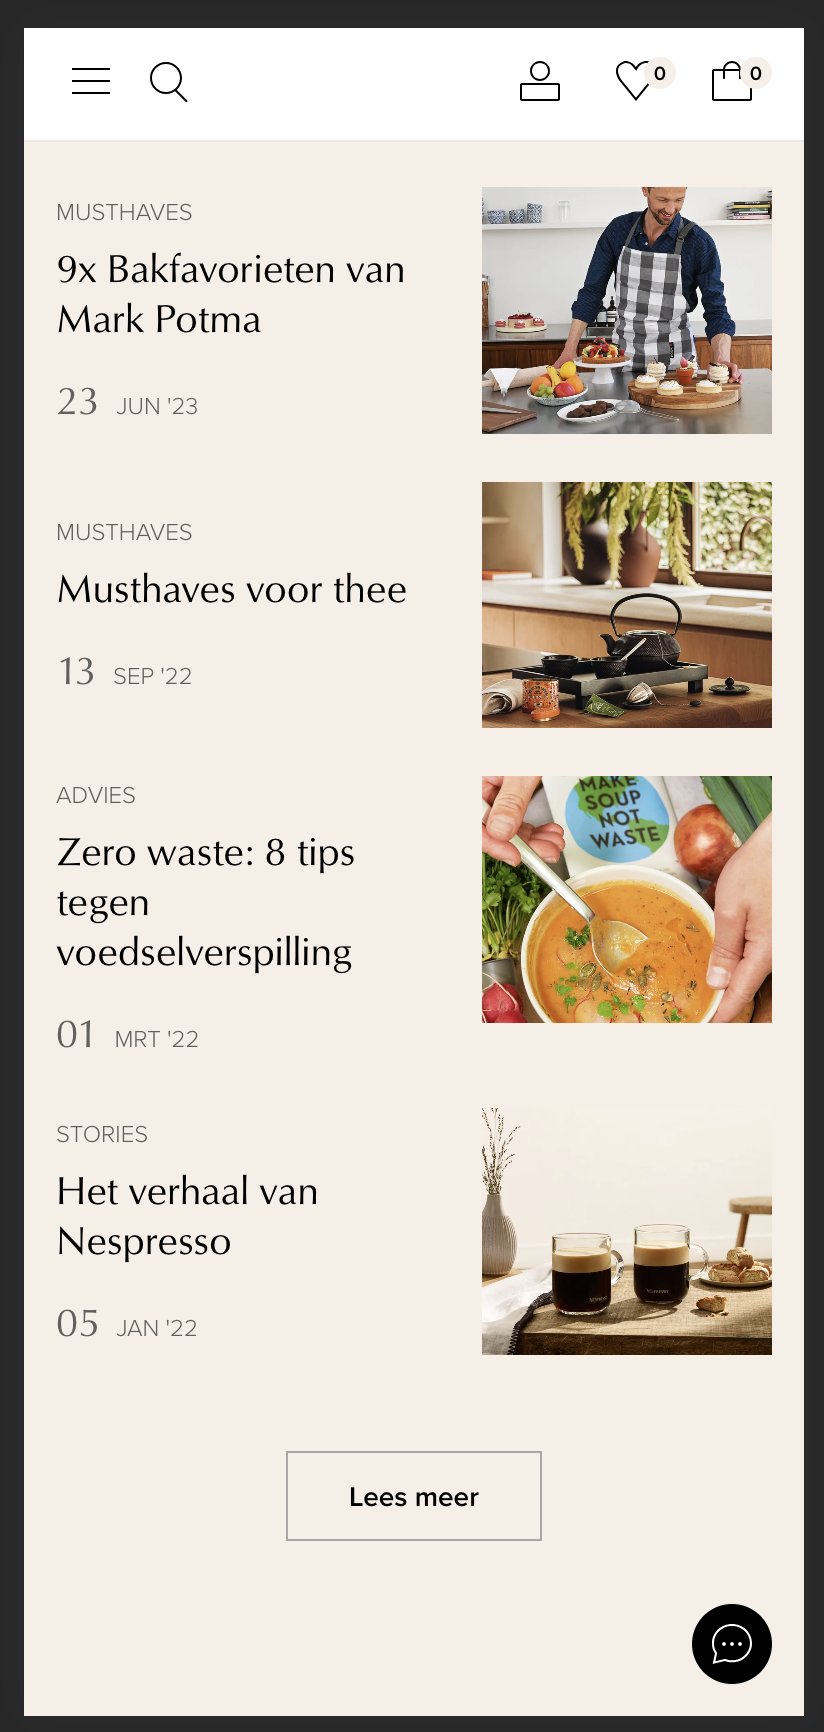 0
0
MUSTHAVES
9x Bakfavorieten van
Mark Potma
23 JUN '23
MUSTHAVES
Musthaves voor thee
13 SEP '22
ADVIES
Zero waste: 8 tips
tegen
voedselverspilling
01 MRT '22
MAKE
SOUP
NOT
WASTE
STORIES
Het verhaal van
Nespresso
05 JAN '22
Lees meer